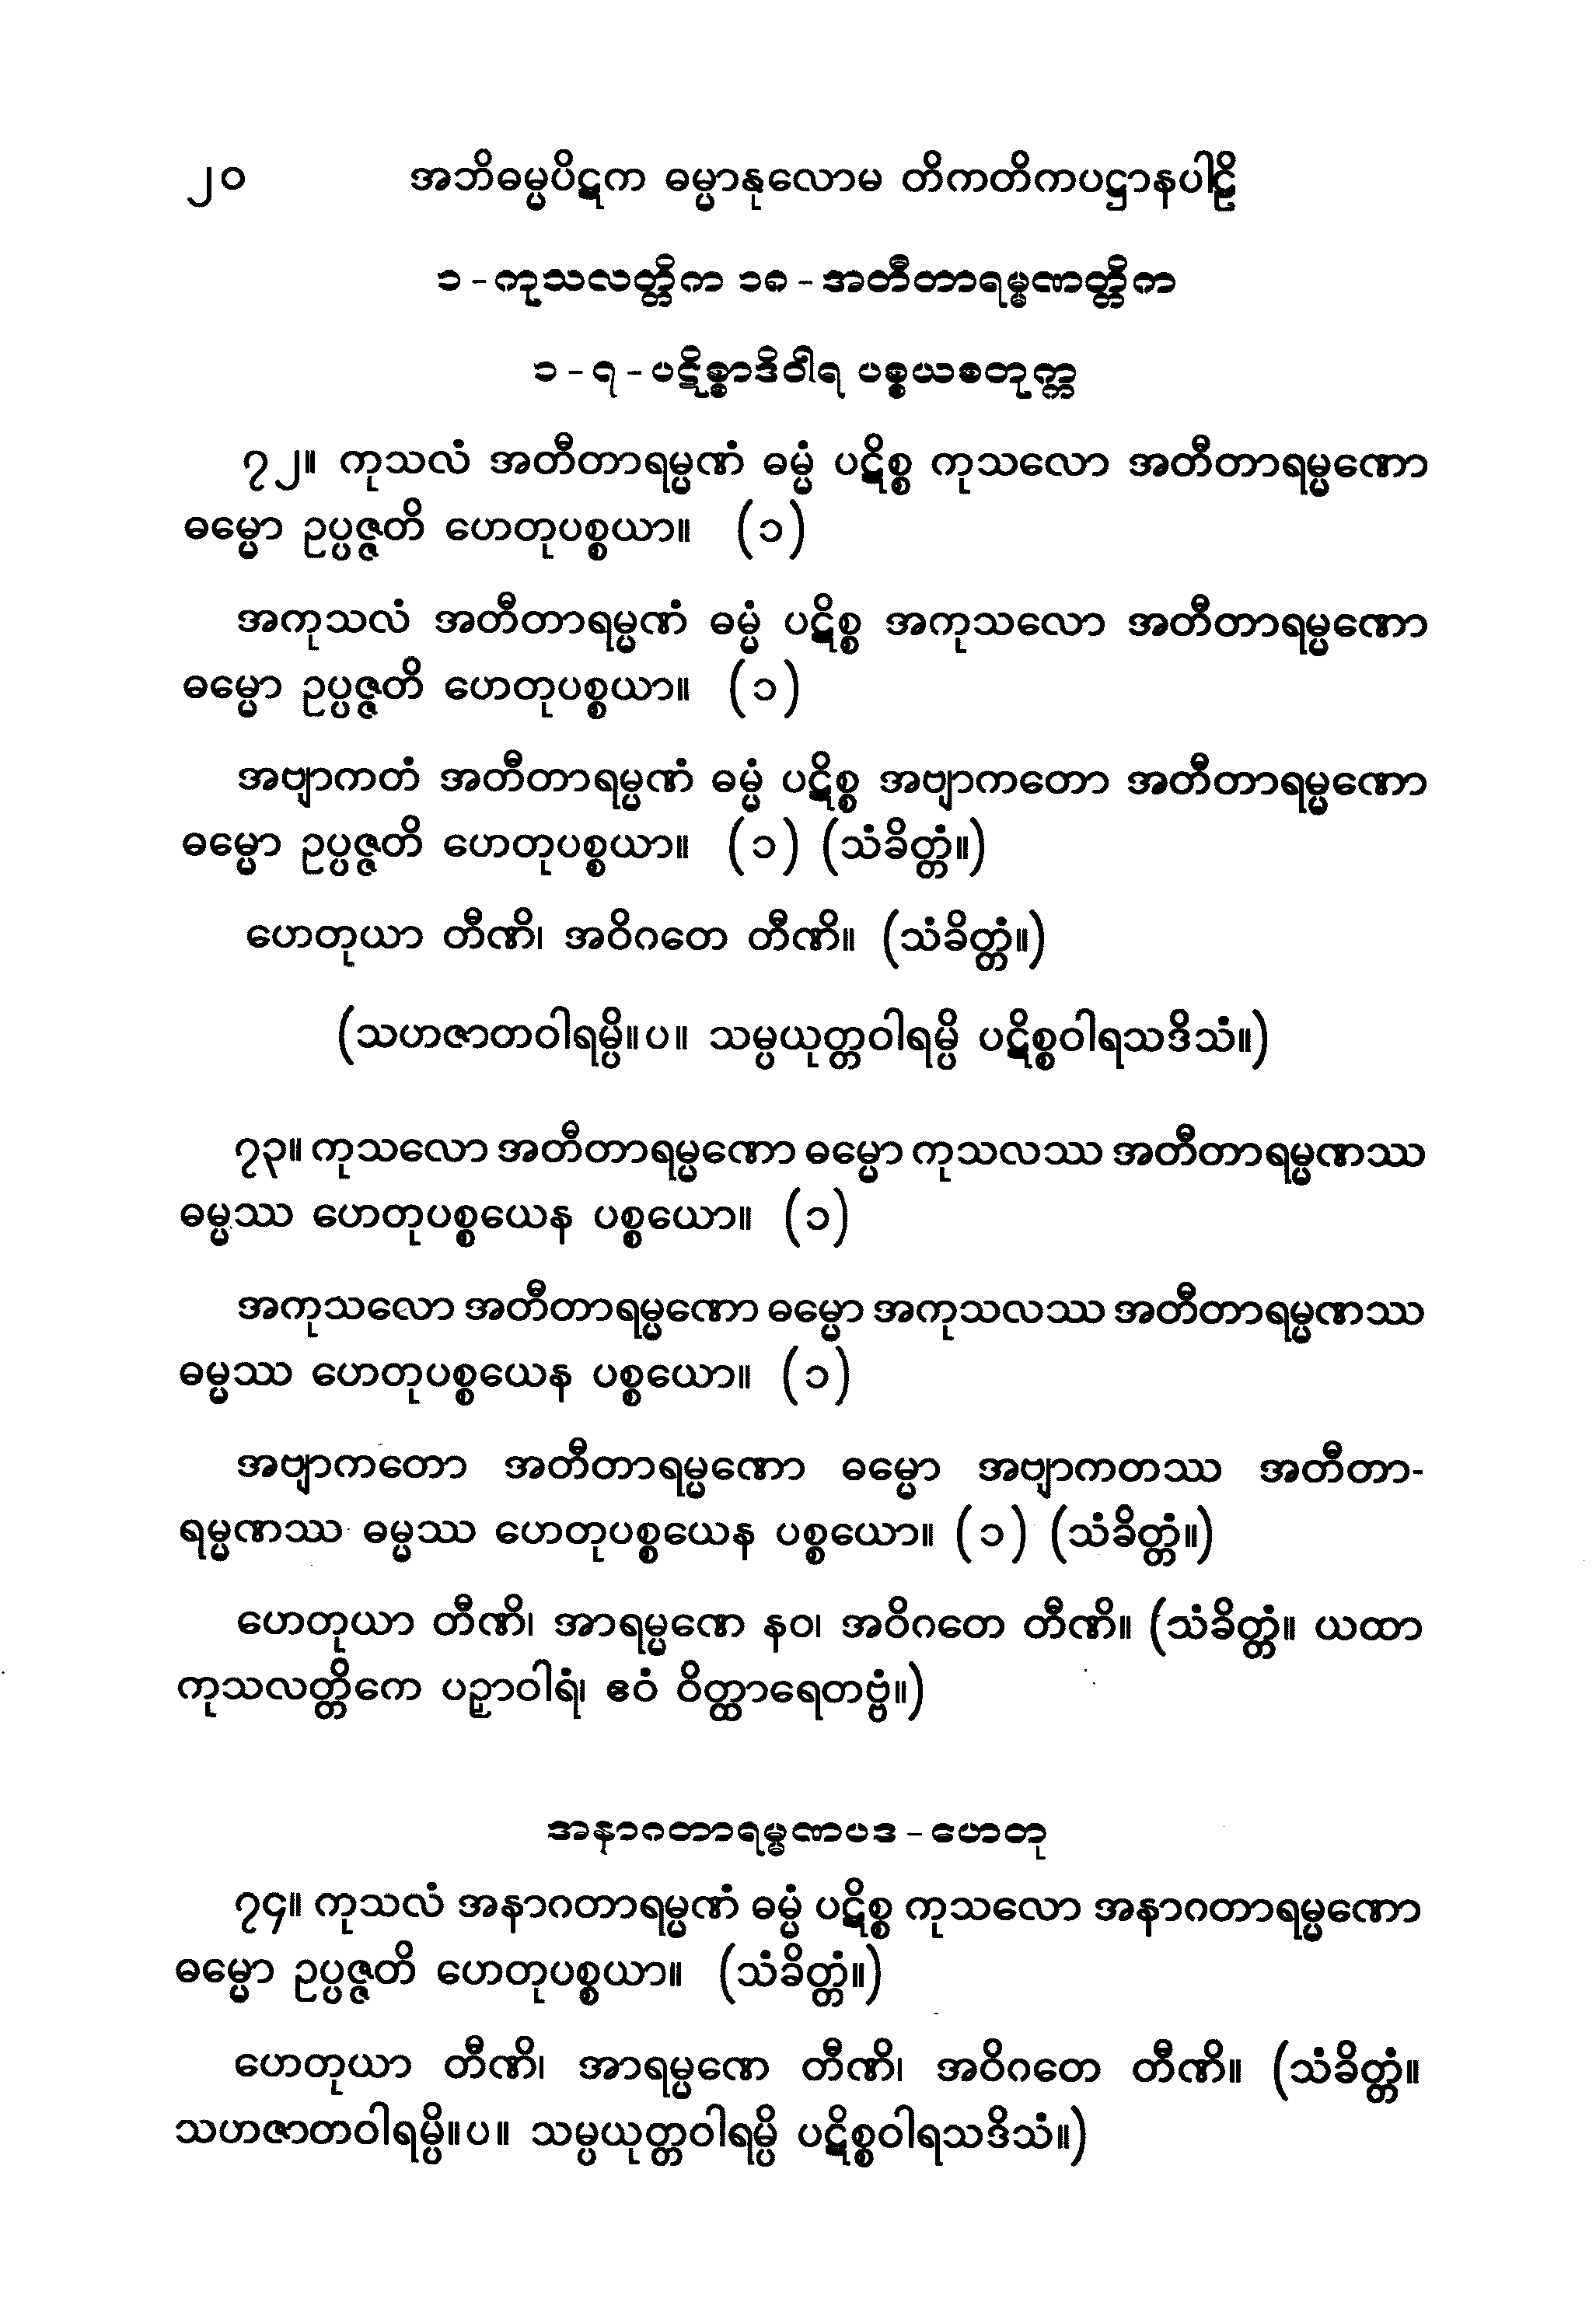 ၂၀ အဘိဓမ္မပိဋက ဓမ္မာနုလောမ တိကတိကပဋ္ဌာနပါဠိ
၁ - ကုသလတ္တိက ၁၈ - အတီတာရမ္မဏတ္တိက
၁ - ၇ - ပဋိစ္စာဒိဝါရ ပစ္စယစတုက္က
၇၂။ ကုသလံ အတီတာရမ္မဏံ ဓမ္မံ ပဋိစ္စ ကုသလော အတီတာရမ္မဏော
ဓမ္မော ဥပ္ပဇ္ဇတိ ဟေတုပစ္စယာ။ (၁)
အကုသလံ အတီတာရမ္မဏံ ဓမ္မံ ပဋိစ္စ အကုသလော အတီတာရမ္မဏော
ဓမ္မော ဥပ္ပဇ္ဇတိ ဟေတုပစ္စယာ။ (၁)
အဗျာကတံ အတီတာရမ္မဏံ ဓမ္မံ ပဋိစ္စ အဗျာကတော အတီတာရမ္မဏော
ဓမ္မော ဥပ္ပဇ္ဇတိ ဟေတုပစ္စယာ။ (၁) (သံခိတ္တံ။)
ဟေတုယာ တီဏိ၊ အဝိဂတေ တီဏိ။ (သံခိတ္တံ။)
(သဟဇာတဝါရမ္ပိ။ပ။ သမ္ပယုတ္တဝါရမ္ပိ ပဋိစ္စဝါရသဒိသံ။)
၇၃။ ကုသလော အတီတာရမ္မဏော ဓမ္မော ကုသလဿ အတီတာရမ္မဏဿ
ဓမ္မဿ ဟေတုပစ္စယေန ပစ္စယော။ (၁)
အကုသလော အတီတာရမ္မဏော ဓမ္မော အကုသလဿ အတီတာရမ္မဏဿ
ဓမ္မဿ ဟေတုပစ္စယေန ပစ္စယော။ (၁)
အဗျာကတော အတီတာရမ္မဏော ဓမ္မော အဗျာကတဿ အတီတာ-
ရမ္မဏဿ ဓမ္မဿ ဟေတုပစ္စယေန ပစ္စယော။ (၁) (သံခိတ္တံ။)
ဟေတုယာ တီဏိ၊ အာရမ္မဏေ နဝ၊ အဝိဂတေ တီဏိ။ (သံခိတ္တံ။ ယထာ
ကုသလတ္တိကေ ပဉှာဝါရံ၊ ဧဝံ ဝိတ္ထာရေတဗ္ဗံ။)
အနာဂတာရမ္မဏပဒ - ဟေတု
၇၄။ ကုသလံ အနာဂတာရမ္မဏံ ဓမ္မံ ပဋိစ္စ ကုသလော အနာဂတာရမ္မဏော
ဓမ္မော ဥပ္ပဇ္ဇတိ ဟေတုပစ္စယာ။ (သံခိတ္တံ။)
ဟေတုယာ တီဏိ၊ အာရမ္မဏေ တီဏိ၊ အဝိဂတေ တီဏိ။ (သံခိတ္တံ။
သဟဇာတဝါရမ္ပိ။ပ။ သမ္ပယုတ္တဝါရမ္ပိ ပဋိစ္စဝါရသဒိသံ။)